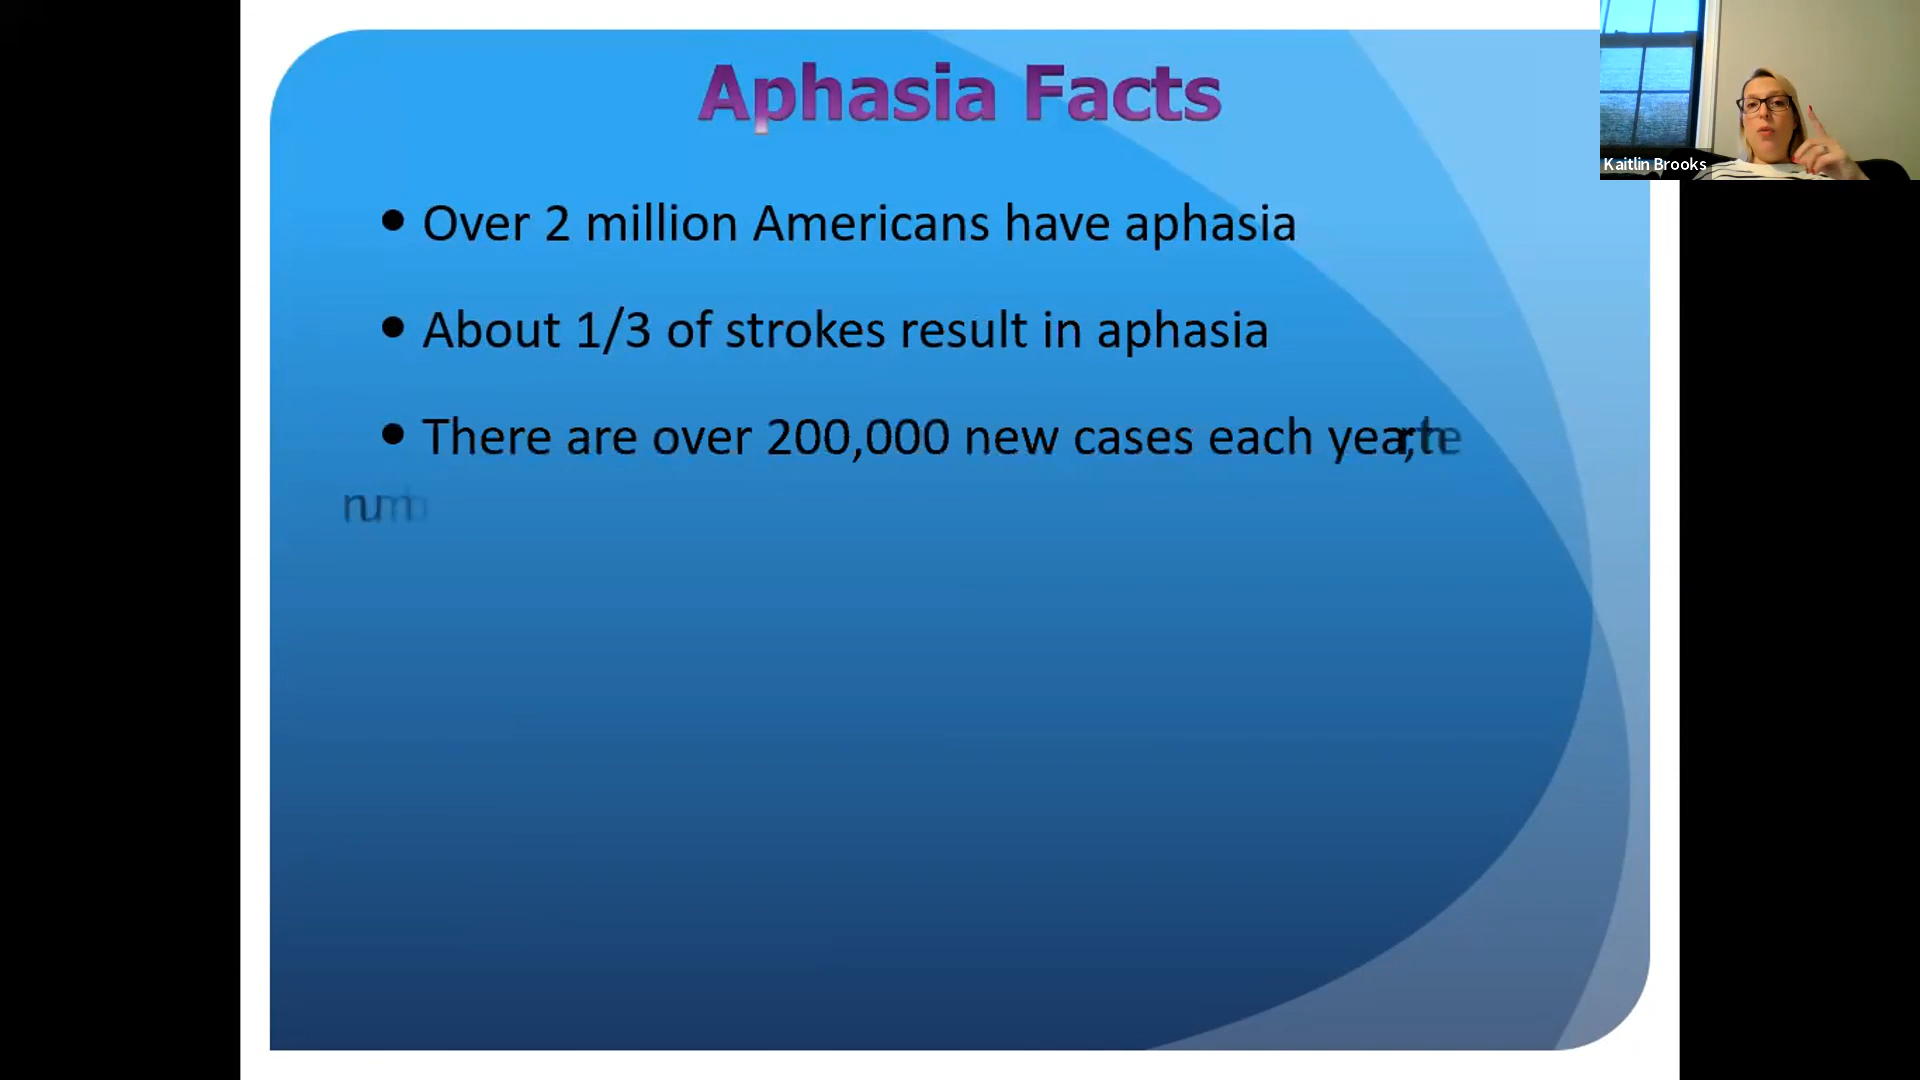 Aphasia Facts
Kaitlin Brooks
• Over 2 million Americans have aphasia
• About 1/3 of strokes result in aphasia
• There are over 200,000 new cases each year, the